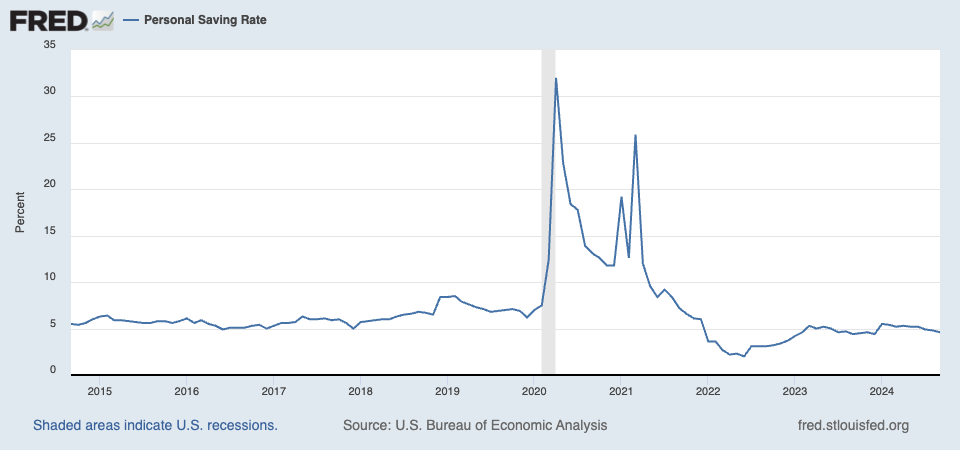 FRED. Personal Saving Rate
35
30
25
20
15
10
5
0
Percent
2015 2016 2017 2018 2019 2020 2021 2022 2023 2024
Shaded areas indicate U.S. recessions. Source: U.S. Bureau of Economic Analysis fred.stlouisfed.org